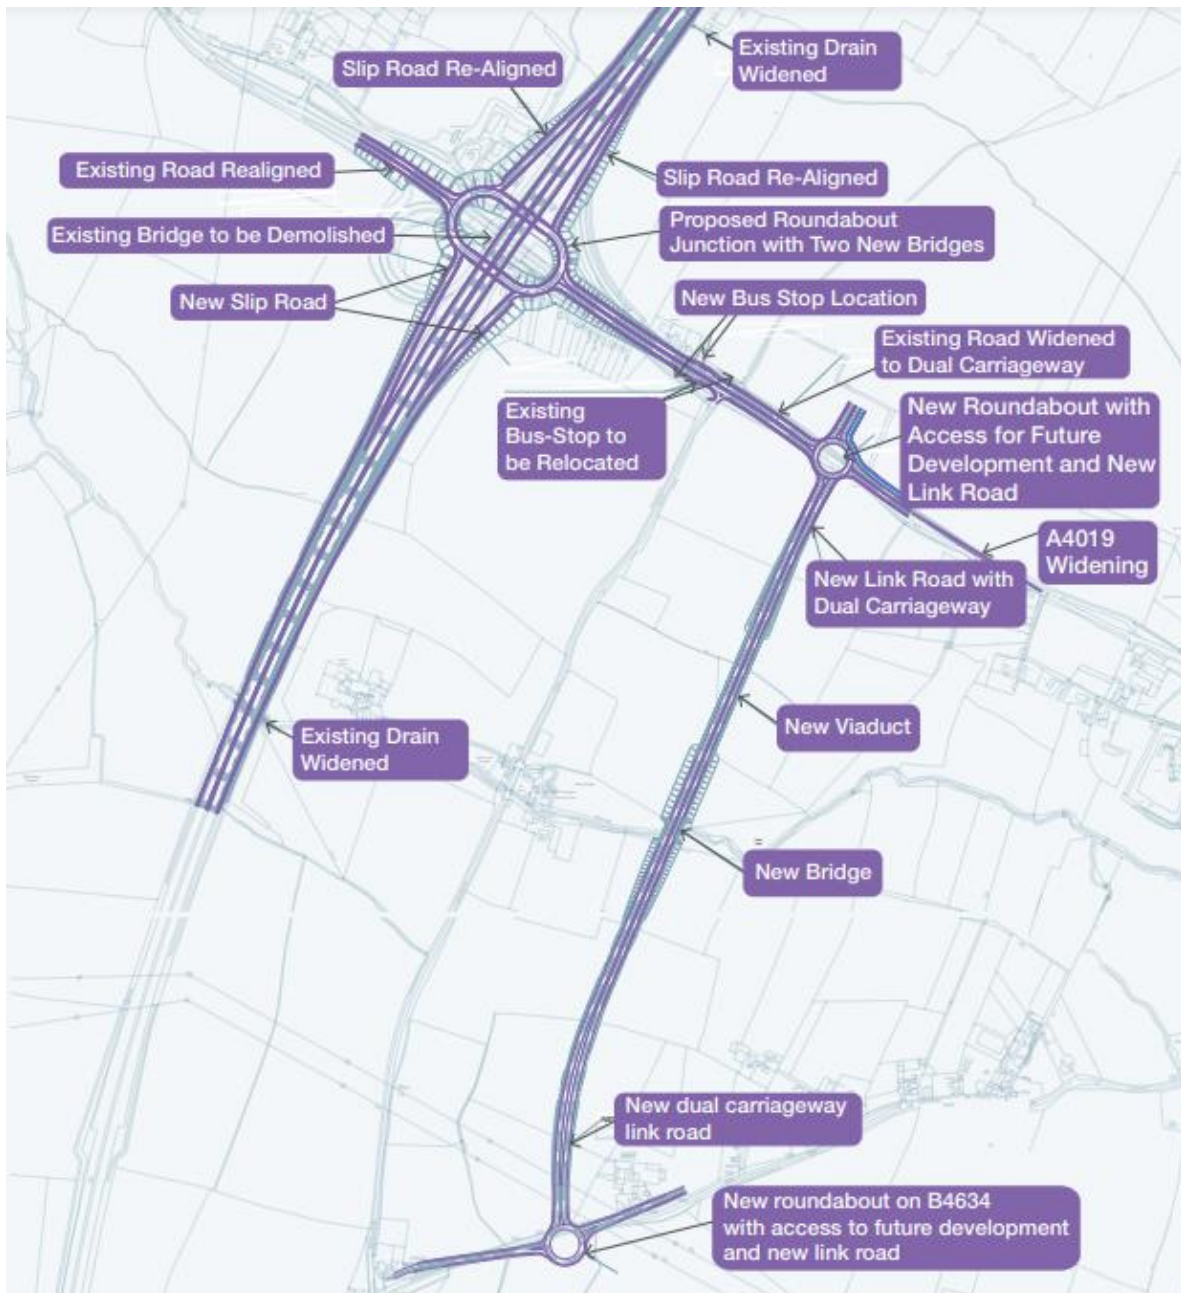 Existing Drain
Widened
Slip Road Re-Aligned
Existing Road Realigned
Slip Road Re-Aligned
Existing Bridge to be Demolished
Proposed Roundabout
Junction with Two New Bridges
New Slip Road
New Bus Stop Location
Existing Road Widened
to Dual Carriageway
Existing
Bus-Stop to
be Relocated
New Roundabout with
Access for Future
Development and New
Link Road
A4019
Widening
New Link Road with
Dual Carriageway
New Viaduct
Existing Drain
Widened
New Bridge
New dual carriageway
link road
New roundabout on B4634
with access to future development
and new link road